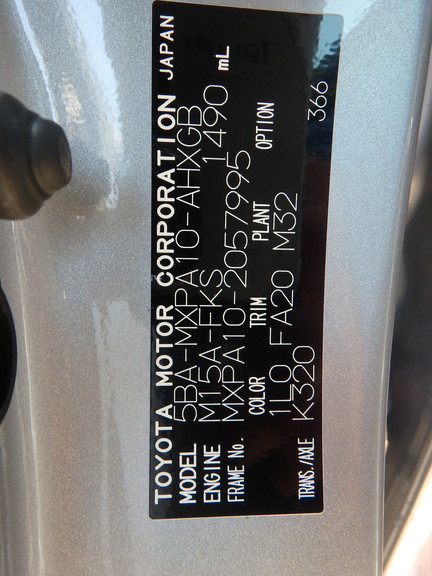 TOYOTA MOTOR CORPORATION JAPAN
MODEL 5BA-MXPA10-AHXGB
ENGINE M15A-FKS 1490 mL
FRAME No. MXPA10-2057995
COLOR TRIM PLANT OPTION
1L0 FA20 M32
TRANS./AXLE K320 366